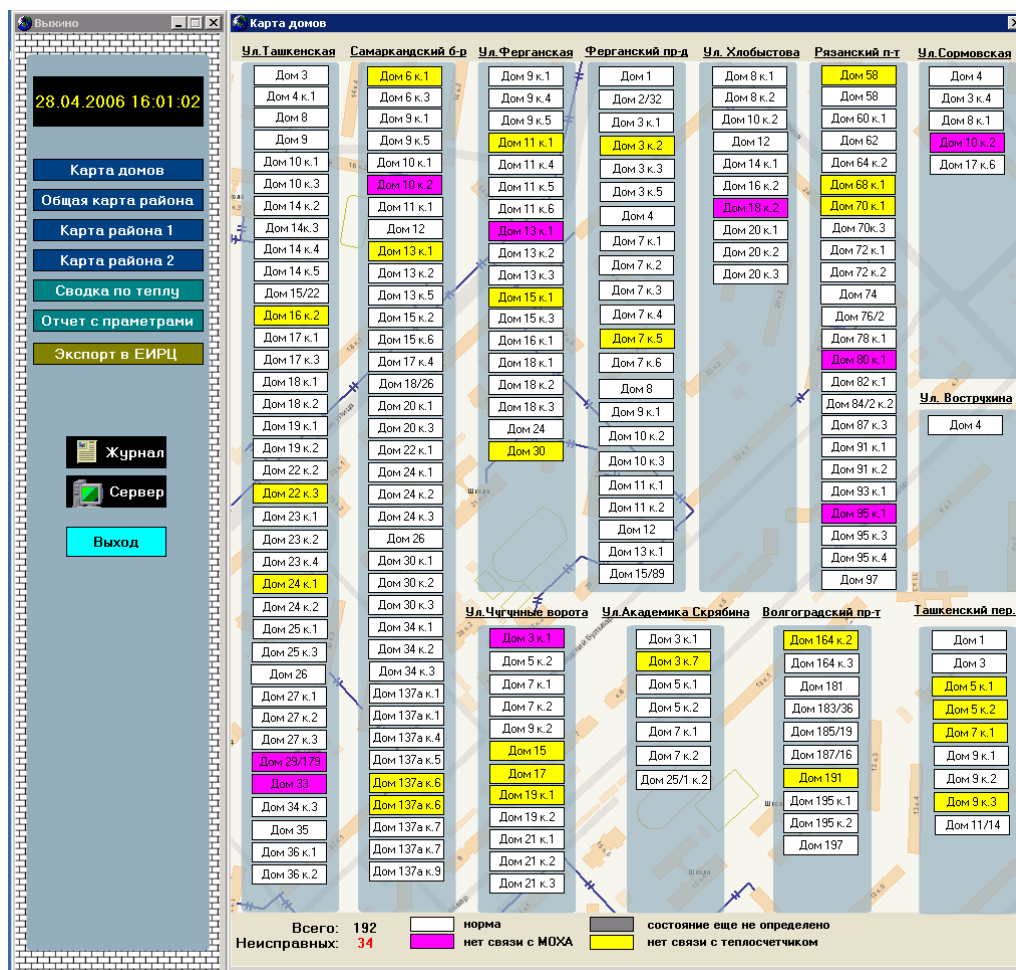 Выхино
28.04.2006 16:01:02
Карта домов
Общая карта района
Карта района 1
Карта района 2
Сводка по теплу
Отчет с праметрами
Экспорт в ЕИРЦ
Журнал
Сервер
Выход
Карта домов
Ул.Ташкенская
Дом 3
Дом 4 к.1
Дом 8
Дом 9
Дом 10 к.1
Дом 10 к.3
Дом 14 к.2
Дом 14к.3
Дом 14 к.4
Дом 14 к.5
Дом 15/22
Дом 16 к.2
Дом 17 к.1
Дом 17 к.3
Дом 18 к.1
Дом 18 к.2
Дом 19 к.1
Дом 19 к.2
Дом 22 к.2
Дом 22 к.3
Дом 23 к.1
Дом 23 к.2
Дом 23 к.4
Дом 24 к.1
Дом 24 к.2
Дом 25 к.1
Дом 25 к.3
Дом 26
Дом 27 к.1
Дом 27 к.2
Дом 27 к.3
Дом 29/179
Дом 33
Дом 34 к.3
Дом 35
Дом 36 к.1
Дом 36 к.2
Самаркандский б-р
Дом 6 к.1
Дом 6 к.3
Дом 9 к.1
Дом 9 к.5
Дом 10 к.1
Дом 10 к.2
Дом 11 к.1
Дом 12
Дом 13 к.1
Дом 13 к.2
Дом 13 к.5
Дом 15 к.2
Дом 15 к.6
Дом 17 к.4
Дом 18/26
Дом 20 к.1
Дом 20 к.3
Дом 22 к.1
Дом 24 к.1
Дом 24 к.2
Дом 24 к.3
Дом 26
Дом 30 к.1
Дом 30 к.2
Дом 30 к.3
Дом 34 к.1
Дом 34 к.2
Дом 34 к.3
Дом 137а к.1
Дом 137а к.1
Дом 137а к.4
Дом 137а к.5
Дом 137а к.6
Дом 137а к.6
Дом 137а к.7
Дом 137а к.7
Дом 137а к.9
Ул.Ферганская
Дом 9 к.1
Дом 9 к.4
Дом 9 к.5
Дом 11 к.1
Дом 11 к.4
Дом 11 к.5
Дом 11 к.6
Дом 13 к.1
Дом 13 к.2
Дом 13 к.3
Дом 15 к.1
Дом 15 к.3
Дом 16 к.1
Дом 18 к.1
Дом 18 к.2
Дом 18 к.3
Дом 24
Дом 30
Ферганский пр-д
Дом 1
Дом 2/32
Дом 3 к.1
Дом 3 к.2
Дом 3 к.3
Дом 3 к.5
Дом 4
Дом 7 к.1
Дом 7 к.2
Дом 7 к.3
Дом 7 к.4
Дом 7 к.5
Дом 7 к.6
Дом 8
Дом 9 к.1
Дом 10 к.2
Дом 10 к.3
Дом 11 к.1
Дом 11 к.2
Дом 12
Дом 13 к.1
Дом 15/89
Ул. Хлобыстова
Дом 8 к.1
Дом 8 к.2
Дом 10 к.2
Дом 12
Дом 14 к.1
Дом 16 к.2
Дом 18 к.2
Дом 20 к.1
Дом 20 к.2
Дом 20 к.3
Рязанский п-т
Дом 58
Дом 58
Дом 60 к.1
Дом 62
Дом 64 к.2
Дом 68 к.1
Дом 70 к.1
Дом 70к.3
Дом 72 к.1
Дом 72 к.2
Дом 74
Дом 76/2
Дом 78 к.1
Дом 80 к.1
Дом 82 к.1
Дом 84/2 к.2
Дом 87 к.3
Дом 91 к.1
Дом 91 к.2
Дом 93 к.1
Дом 95 к.1
Дом 95 к.3
Дом 95 к.4
Дом 97
Ул.Сормовская
Дом 4
Дом 3 к.4
Дом 8 к.1
Дом 10 к.2
Дом 17 к.6
Ул. Вострухина
Дом 4
Ул.Чугунные ворота
Дом 3 к.1
Дом 5 к.2
Дом 7 к.1
Дом 7 к.2
Дом 9 к.2
Дом 15
Дом 17
Дом 19 к.1
Дом 19 к.2
Дом 21 к.1
Дом 21 к.2
Дом 21 к.3
Ул.Академика Скрябина
Дом 3 к.1
Дом 3 к.7
Дом 5 к.1
Дом 5 к.2
Дом 7 к.1
Дом 7 к.2
Дом 25/1 к.2
Волгоградский пр-т
Дом 164 к.2
Дом 164 к.3
Дом 181
Дом 183/36
Дом 185/19
Дом 187/16
Дом 191
Дом 195 к.1
Дом 195 к.2
Дом 197
Ташкенский пер.
Дом 1
Дом 3
Дом 5 к.1
Дом 5 к.2
Дом 7 к.1
Дом 9 к.1
Дом 9 к.2
Дом 9 к.3
Дом 11/14
Всего: 192
Неисправных: 34
норма
нет связи с МОХА
состояние еще не определено
нет связи с теплосчетчиком